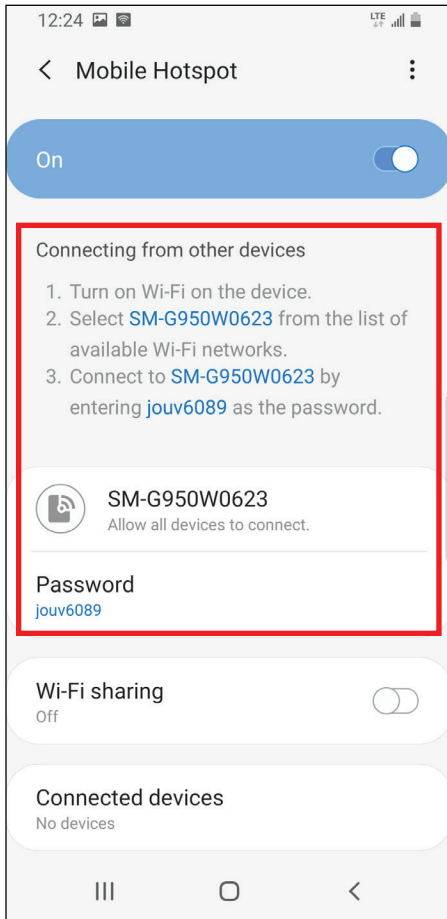 12:24
LTE
Mobile Hotspot
On
Connecting from other devices
1. Turn on Wi-Fi on the device.
2. Select SM-G950W0623 from the list of
available Wi-Fi networks.
3. Connect to SM-G950W0623 by
entering jouv6089 as the password.
SM-G950W0623
Allow all devices to connect.
Password
jouv6089
Wi-Fi sharing
Off
Connected devices
No devices